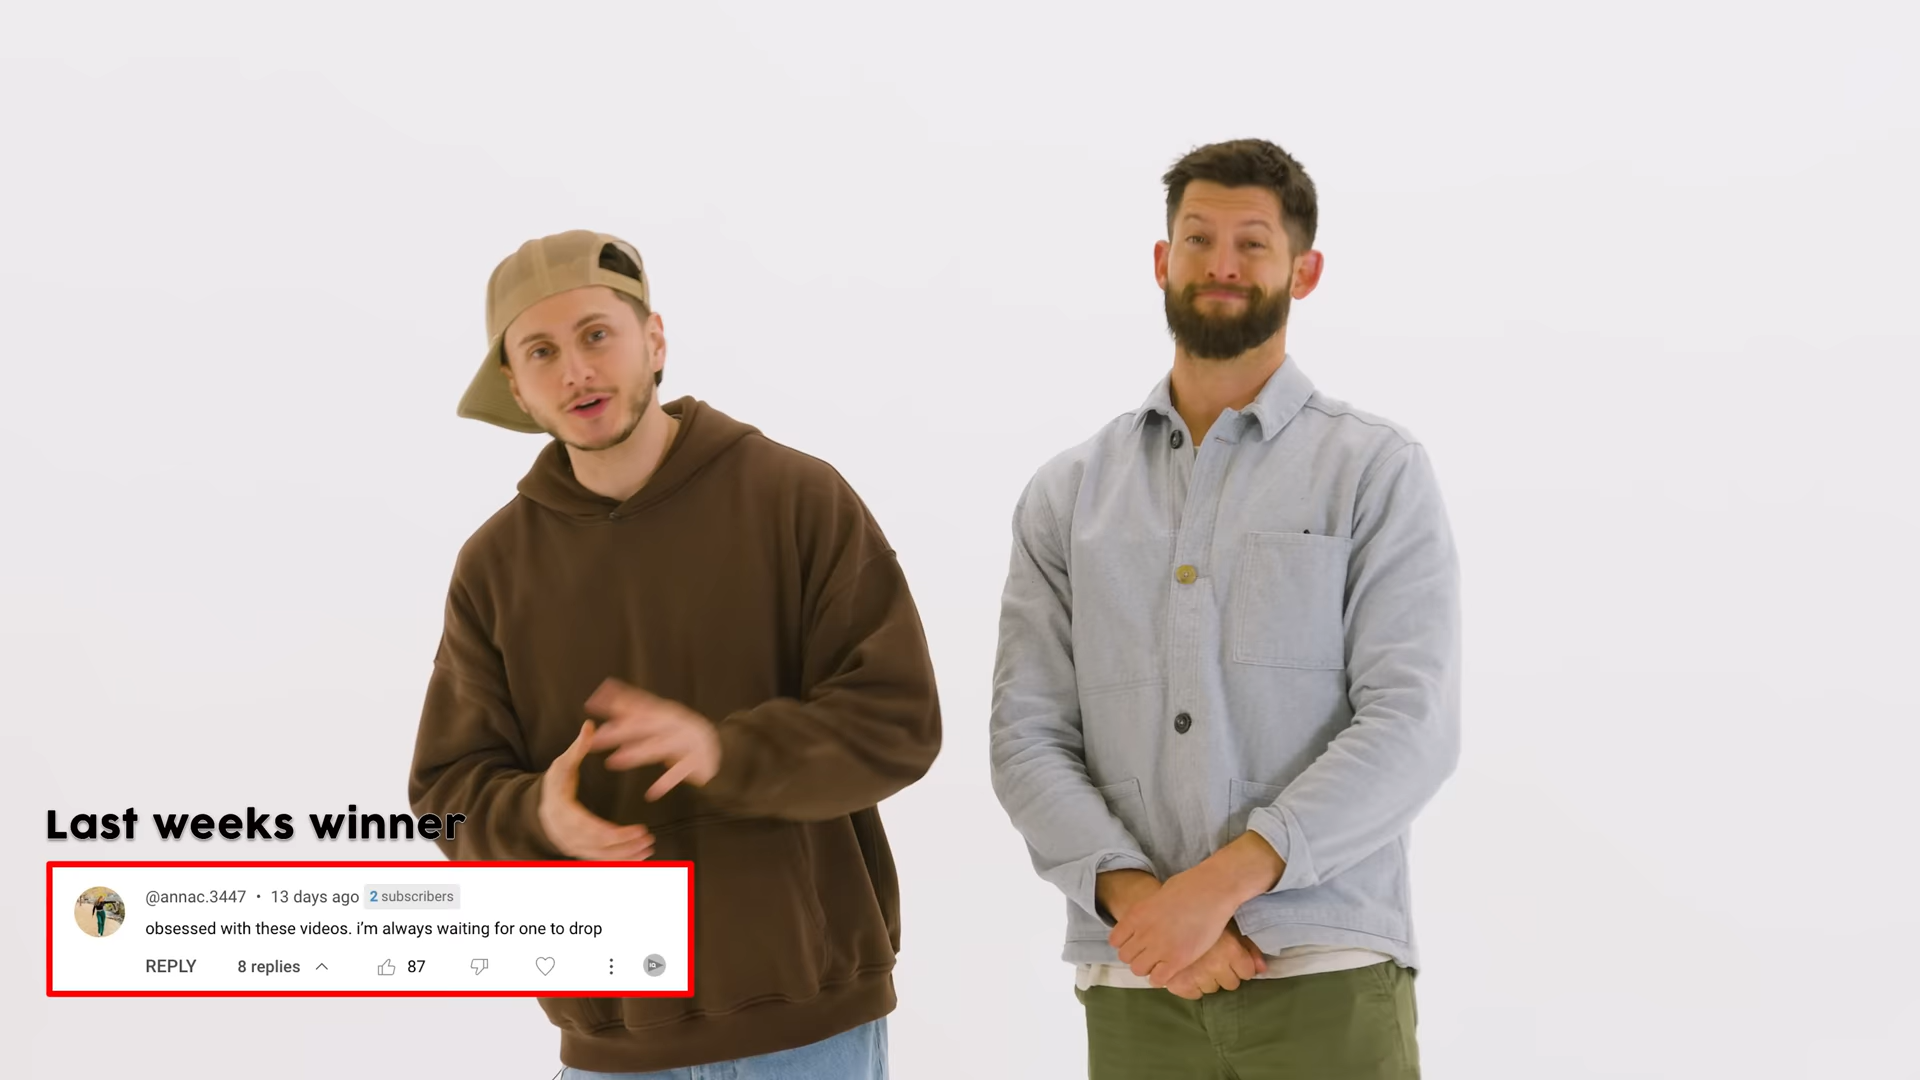 Last weeks winner
@annac.3447 • 13 days ago 2 subscribers
obsessed with these videos. i'm always waiting for one to drop
REPLY 8 replies 87